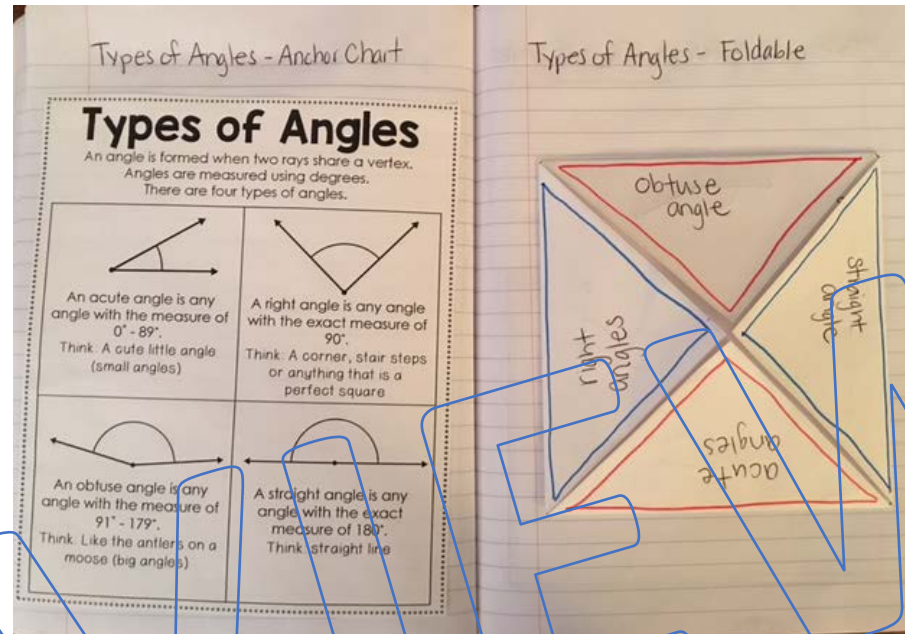 Types of Angles - Anchor Chart
Types of Angles
An angle is formed when two rays share a vertex.
Angles are measured using degrees.
There are four types of angles.
An acute angle is any
angle with the measure of
0° - 89°.
Think: A cute little angle
(small angles)
A right angle is any angle
with the exact measure of
90°.
Think: A corner, stair steps
or anything that is a
perfect square
An obtuse angle is any
angle with the measure of
91° - 179°.
Think: Like the antlers on a
moose (big angles)
A straight angle is any
angle with the exact
measure of 180°.
Think: straight line
Types of Angles - Foldable
obtuse
angle
straight
angle
right
angles
acute
angles